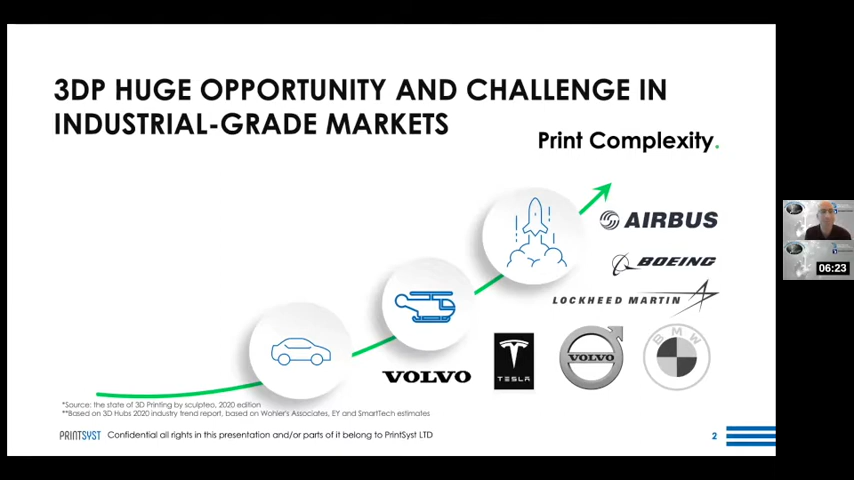 3DP HUGE OPPORTUNITY AND CHALLENGE IN
INDUSTRIAL-GRADE MARKETS
Print Complexity.
AIRBUS
BOEING
LOCKHEED MARTIN
VOLVO
TESLA
VOLVO
BMW
*Source: the state of 3D Printing by sculpteo, 2020 edition
**Based on 3D Hubs 2020 industry trend report, based on Wohler's Associates, EY and SmartTech estimates
PRINTSYST Confidential all rights in this presentation and/or parts of it belong to PrintSyst LTD
2
06:23